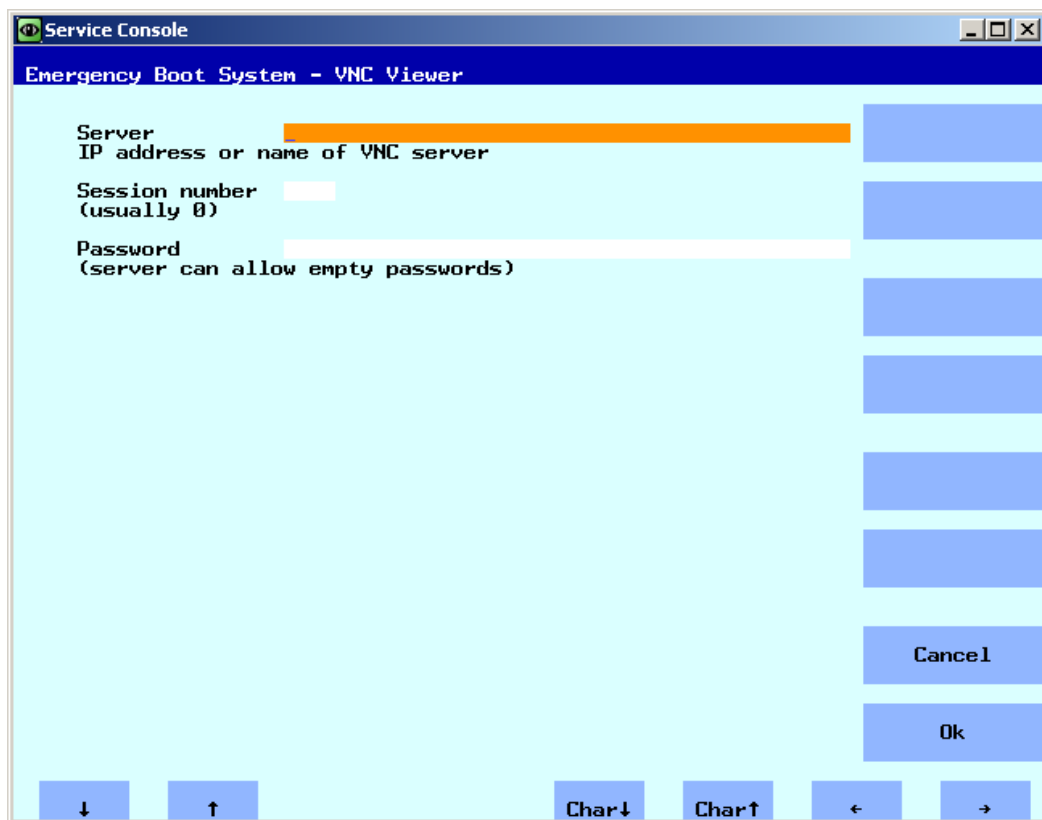 Service Console
Emergency Boot System - VNC Viewer
Server
IP address or name of VNC server
Session number
(usually 0)
Password
(server can allow empty passwords)
Cancel
Ok
↓ ↑ Char↓ Char↑ ← →